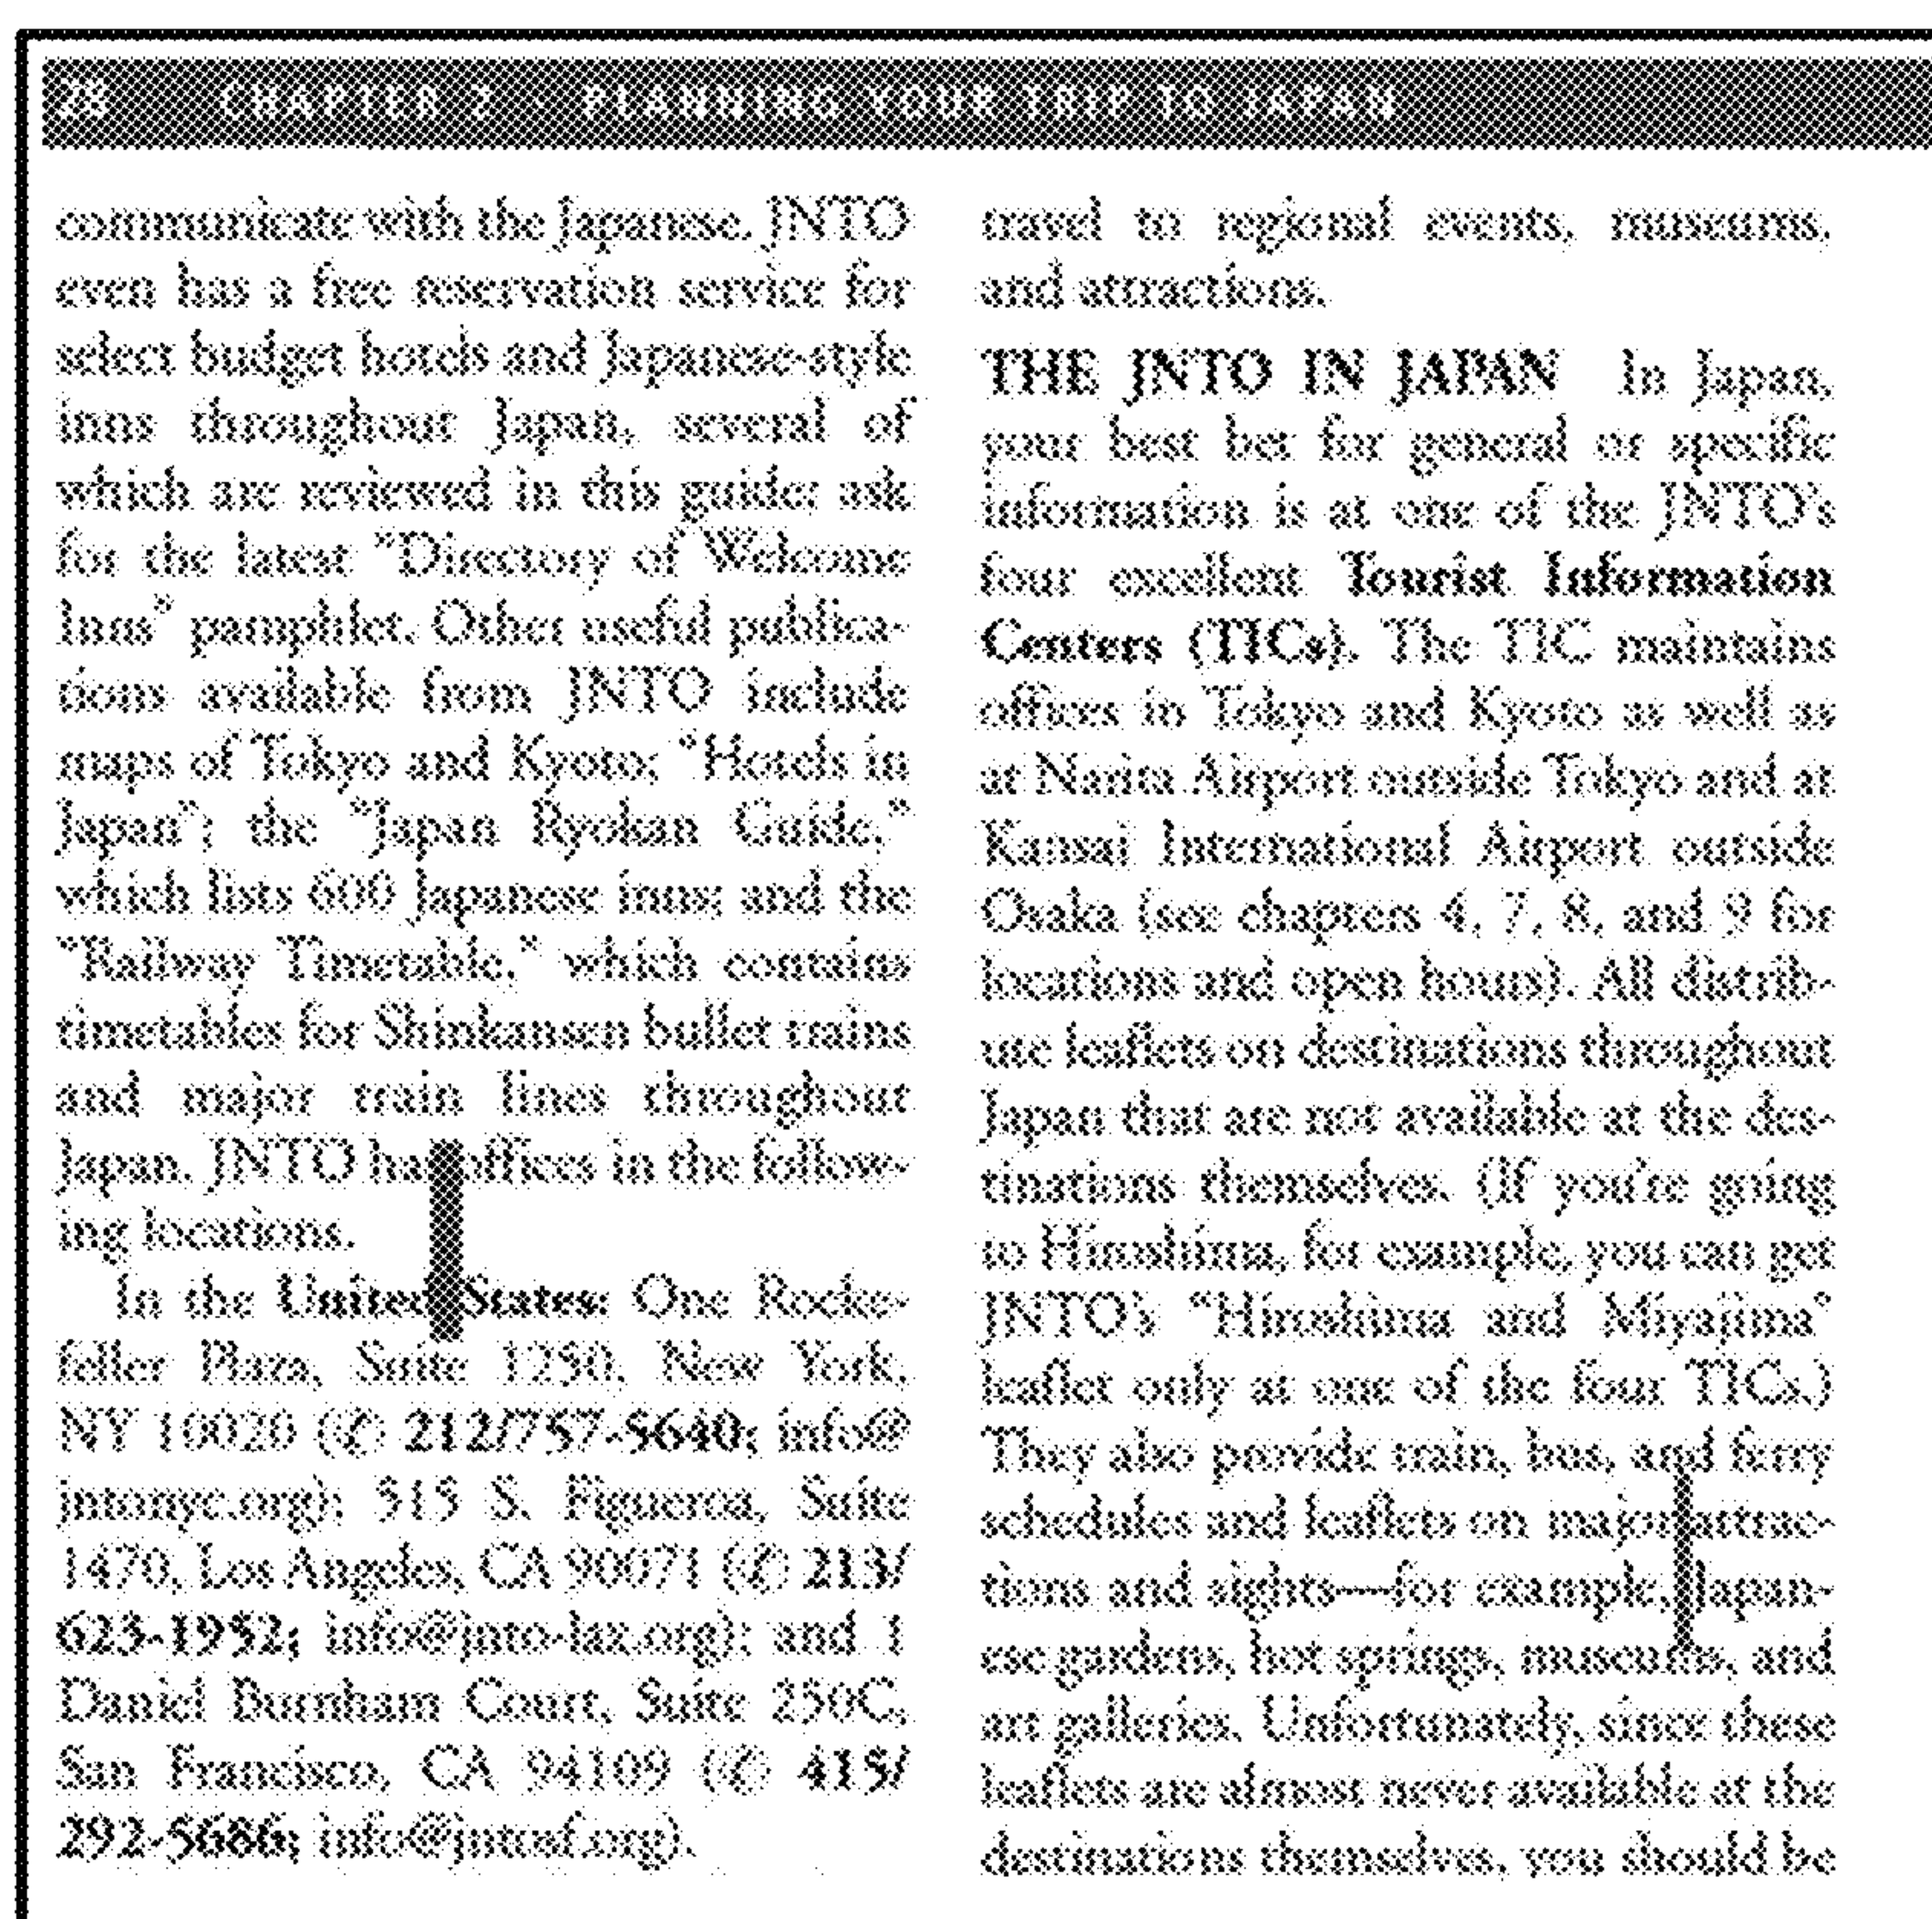 28 CHAPTER 2 · PLANNING YOUR TRIP TO JAPAN
communicate with the Japanese. JNTO
even has a free reservation service for
select budget hotels and Japanese-style
inns throughout Japan, several of
which are reviewed in this guide; ask
for the latest "Directory of Welcome
Inns" pamphlet. Other useful publica-
tions available from JNTO include
maps of Tokyo and Kyoto; "Hotels in
Japan"; the "Japan Ryokan Guide,"
which lists 600 Japanese inns; and the
"Railway Timetable," which contains
timetables for Shinkansen bullet trains
and major train lines throughout
Japan. JNTO has offices in the follow-
ing locations.
In the United States: One Rocke-
feller Plaza, Suite 1250, New York,
NY 10020 (✆ 212/757-5640; info@
jntonyc.org); 515 S. Figueroa, Suite
1470, Los Angeles, CA 90071 (✆ 213/
623-1952; info@jnto-lax.org); and 1
Daniel Burnham Court, Suite 250C,
San Francisco, CA 94109 (✆ 415/
292-5686; info@jntosf.org).
travel to regional events, museums,
and attractions.
THE JNTO IN JAPAN In Japan,
your best bet for general or specific
information is at one of the JNTO's
four excellent Tourist Information
Centers (TICs). The TIC maintains
offices in Tokyo and Kyoto as well as
at Narita Airport outside Tokyo and at
Kansai International Airport outside
Osaka (see chapters 4, 7, 8, and 9 for
locations and open hours). All distrib-
ute leaflets on destinations throughout
Japan that are not available at the des-
tinations themselves. (If you're going
to Hiroshima, for example, you can get
JNTO's "Hiroshima and Miyajima"
leaflet only at one of the four TICs.)
They also provide train, bus, and ferry
schedules and leaflets on major attrac-
tions and sights—for example, Japan-
ese gardens, hot springs, museums, and
art galleries. Unfortunately, since these
leaflets are almost never available at the
destinations themselves, you should be